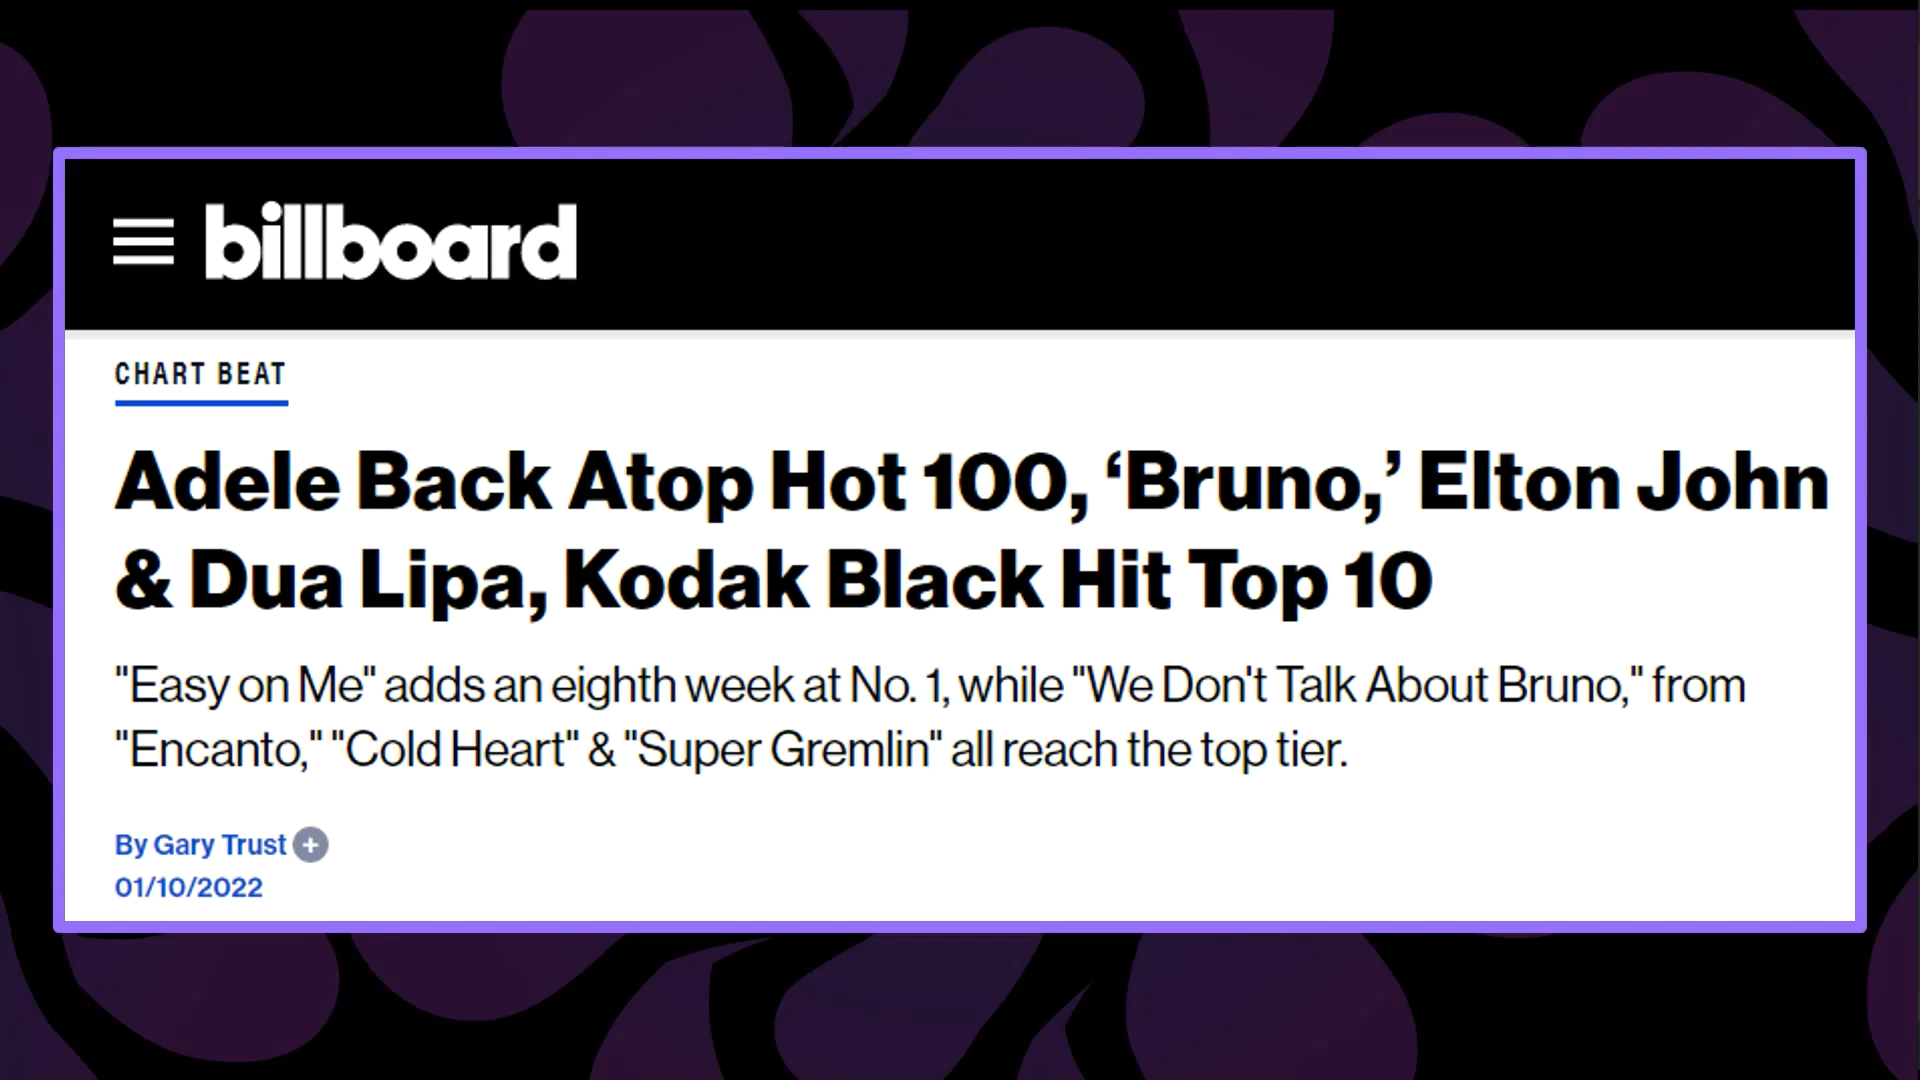 billboard
CHART BEAT
Adele Back Atop Hot 100, ‘Bruno,’ Elton John
& Dua Lipa, Kodak Black Hit Top 10
"Easy on Me" adds an eighth week at No. 1, while "We Don't Talk About Bruno," from
"Encanto," "Cold Heart" & "Super Gremlin" all reach the top tier.
By Gary Trust +
01/10/2022